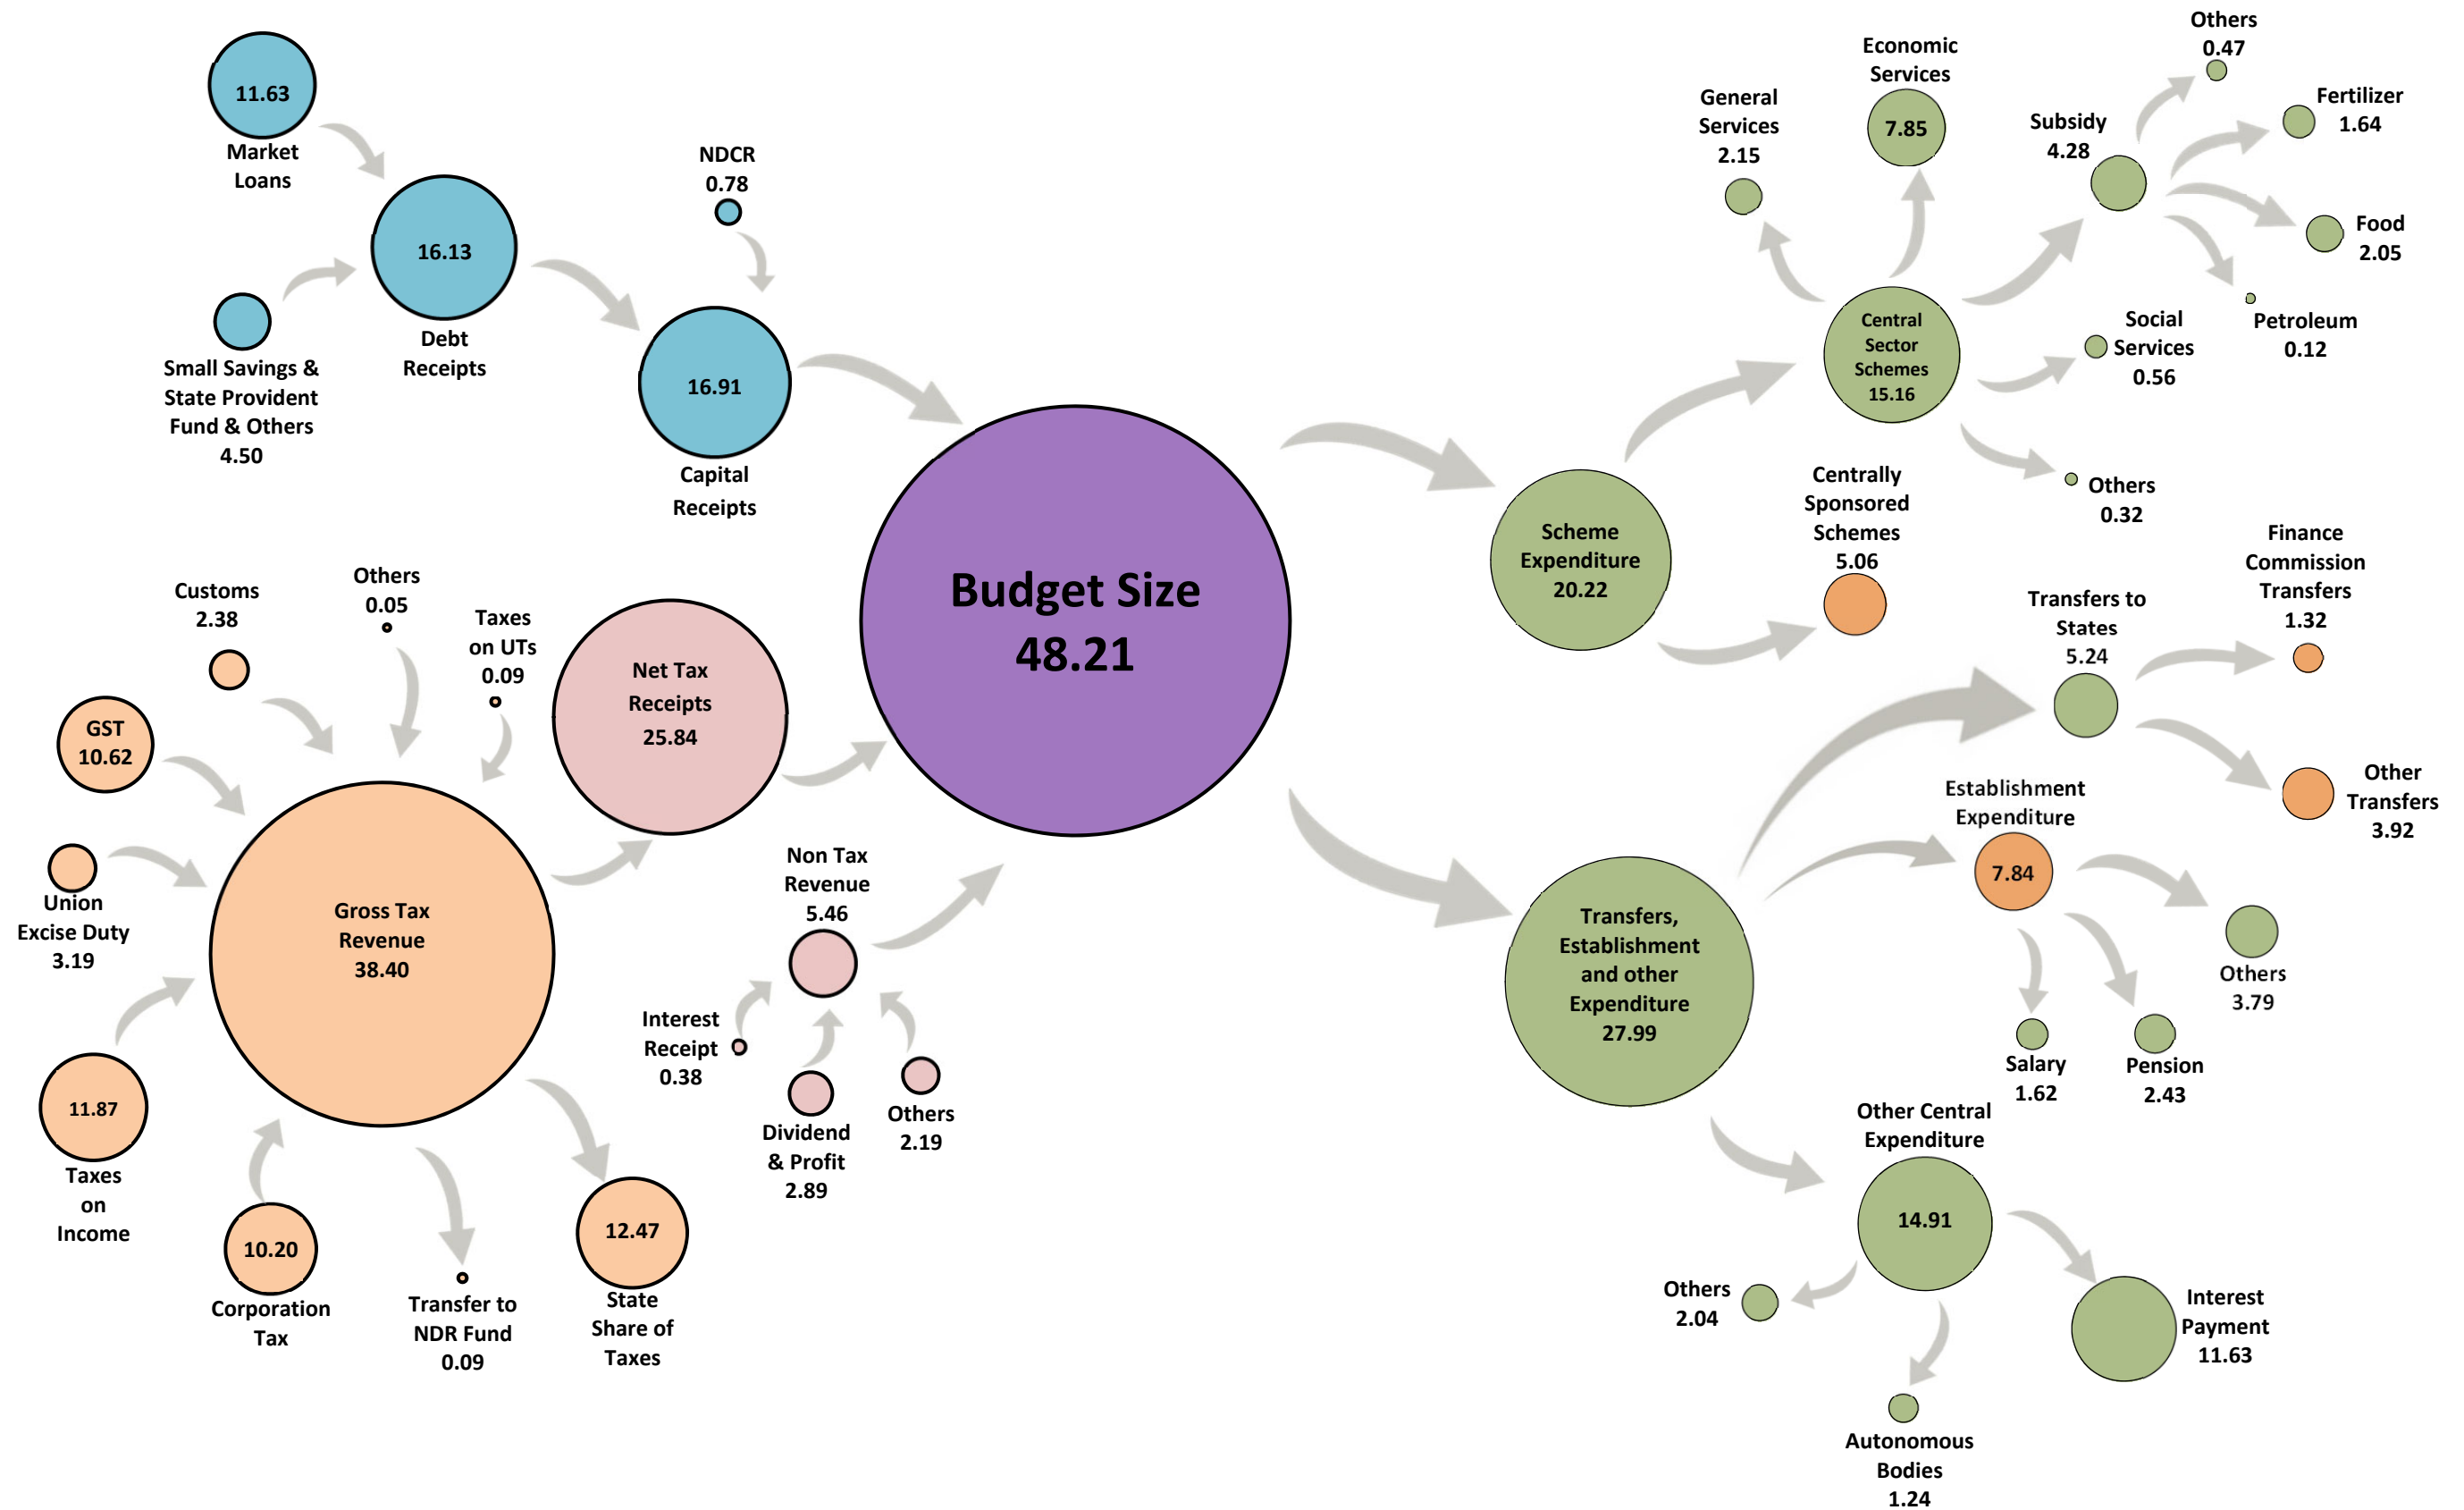 11.63
Market
Loans
Small Savings &
State Provident
Fund & Others
4.50
16.13
Debt
Receipts
NDCR
0.78
16.91
Capital
Receipts
Customs
2.38
Others
0.05
Taxes
on UTs
0.09
GST
10.62
Union
Excise Duty
3.19
11.87
Taxes
on
Income
10.20
Corporation
Tax
Gross Tax
Revenue
38.40
Transfer to
NDR Fund
0.09
12.47
State
Share of
Taxes
Net Tax
Receipts
25.84
Non Tax
Revenue
5.46
Interest
Receipt
0.38
Dividend
& Profit
2.89
Others
2.19
Budget Size
48.21
Scheme
Expenditure
20.22
Central
Sector
Schemes
15.16
General
Services
2.15
Economic
Services
7.85
Subsidy
4.28
Others
0.47
Fertilizer
1.64
Food
2.05
Petroleum
0.12
Social
Services
0.56
Others
0.32
Centrally
Sponsored
Schemes
5.06
Transfers,
Establishment
and other
Expenditure
27.99
Transfers to
States
5.24
Finance
Commission
Transfers
1.32
Other
Transfers
3.92
Establishment
Expenditure
7.84
Others
3.79
Salary
1.62
Pension
2.43
Other Central
Expenditure
14.91
Others
2.04
Autonomous
Bodies
1.24
Interest
Payment
11.63